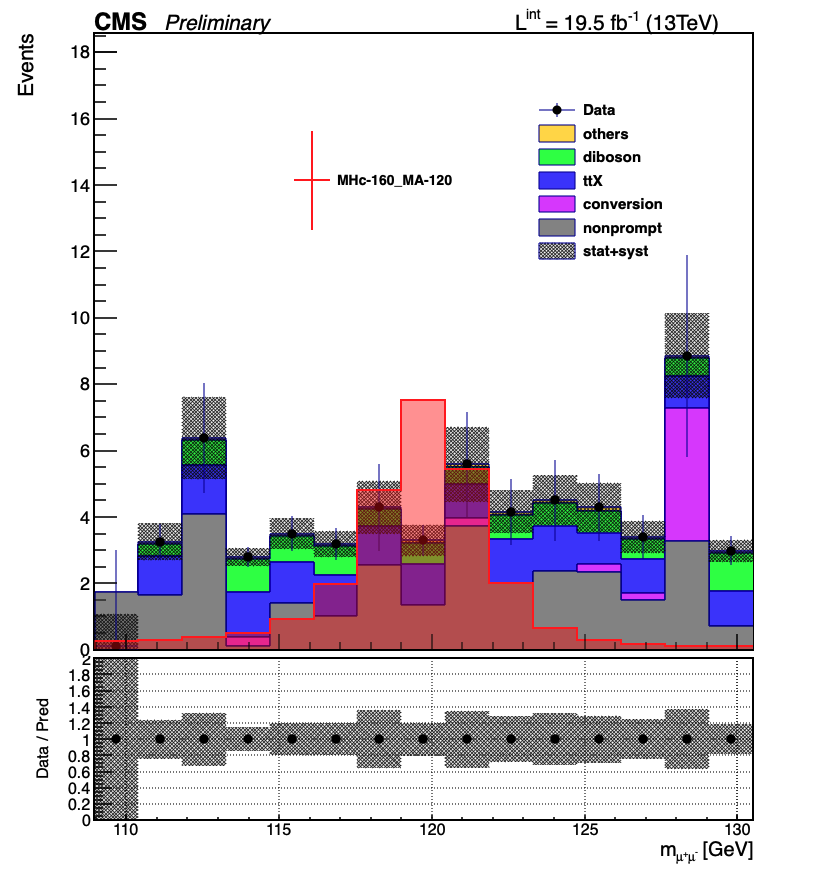 CMS Preliminary L^int = 19.5 fb^-1 (13TeV)
Events
18
16
14
12
10
8
6
4
2
0
Data
others
diboson
ttX
conversion
nonprompt
stat+syst
MHc-160_MA-120
Data / Pred
2
1.8
1.6
1.4
1.2
1
0.8
0.6
0.4
0.2
0
110 115 120 125 130
m_μ⁺μ⁻ [GeV]